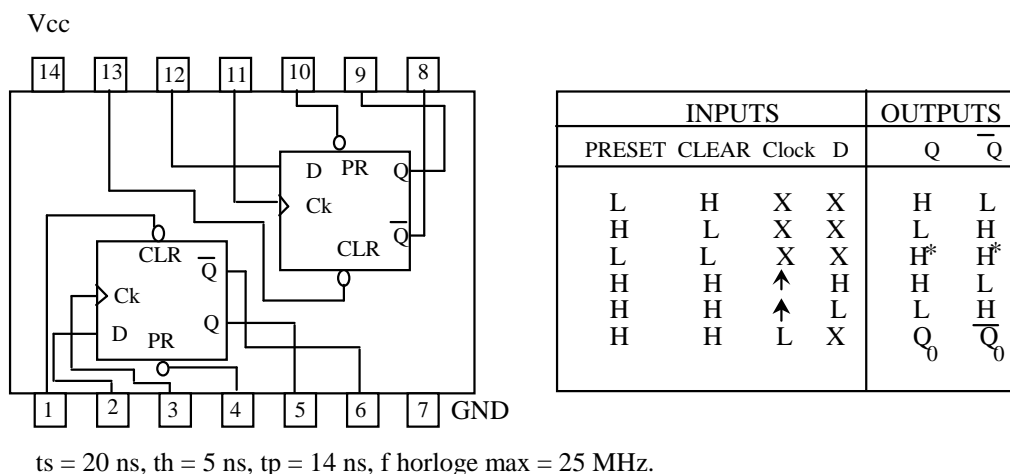 Vcc
14 13 12 11 10 9 8
D PR Q
Ck
Q̅
CLR
CLR
Q̅
Ck
Q
D PR
1 2 3 4 5 6 7 GND
INPUTS OUTPUTS
PRESET CLEAR Clock D Q Q̅
L H X X H L
H L X X L H
L L X X H* H*
H H ↑ H H L
H H ↑ L L H
H H L X Q₀ Q̅₀
ts = 20 ns, th = 5 ns, tp = 14 ns, f horloge max = 25 MHz.